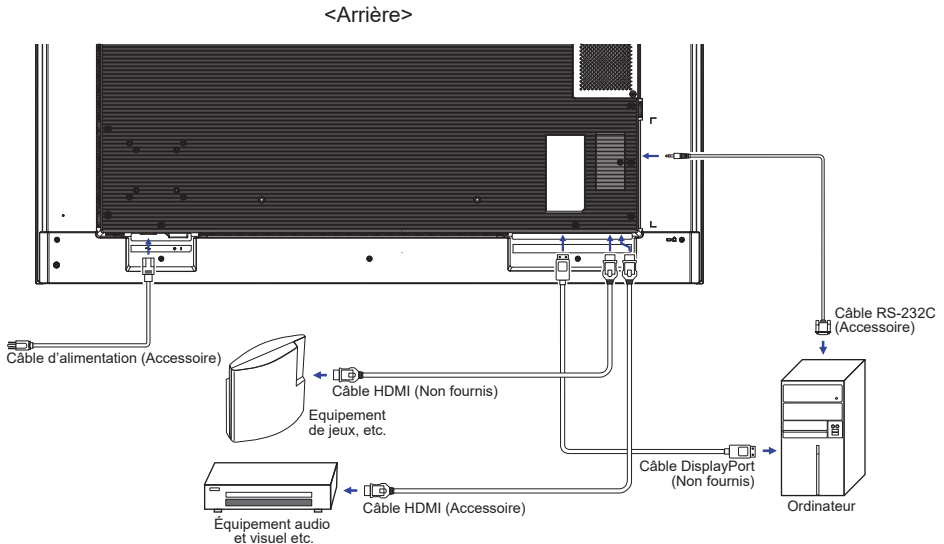 <Arrière>
Câble RS-232C
(Accessoire)
Câble d'alimentation (Accessoire)
Câble HDMI (Non fournis)
Equipement
de jeux, etc.
Câble DisplayPort
(Non fournis)
Câble HDMI (Accessoire)
Ordinateur
Équipement audio
et visuel etc.